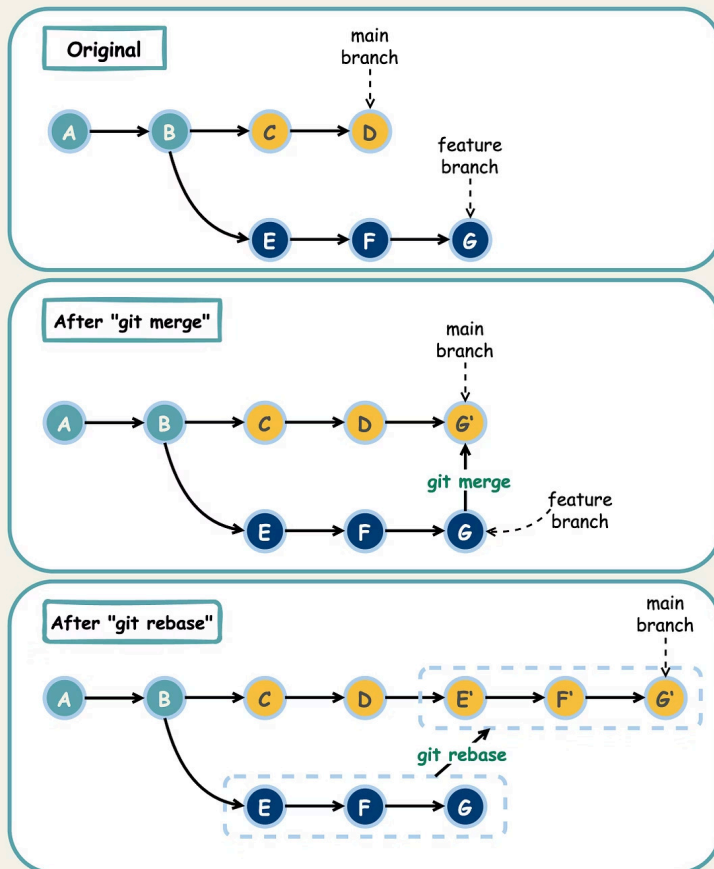 Original
main
branch
A
B
C
D
feature
branch
E
F
G
After "git merge"
main
branch
A
B
C
D
G'
git merge
feature
branch
E
F
G
After "git rebase"
main
branch
A
B
C
D
E'
F'
G'
git rebase
E
F
G